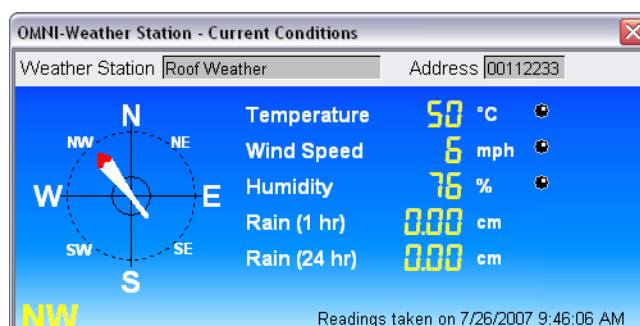 OMNI-Weather Station - Current Conditions
Weather Station Roof Weather Address 00112233
N
NW NE
W E
SW SE
S
NW
Temperature 50 °C
Wind Speed 6 mph
Humidity 76 %
Rain (1 hr) 0.00 cm
Rain (24 hr) 0.00 cm
Readings taken on 7/26/2007 9:46:06 AM